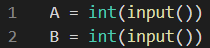 1 A = int(input())
2 B = int(input())